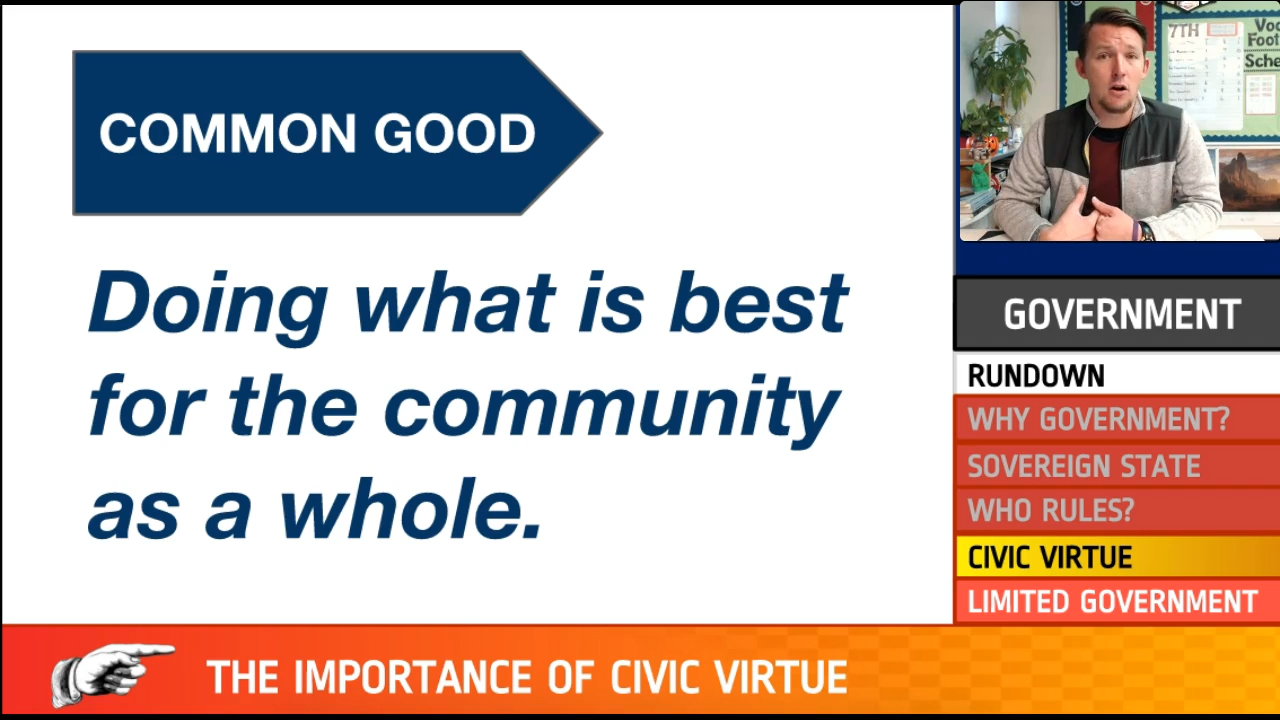 COMMON GOOD
Doing what is best
for the community
as a whole.
7TH
GOVERNMENT
RUNDOWN
WHY GOVERNMENT?
SOVEREIGN STATE
WHO RULES?
CIVIC VIRTUE
LIMITED GOVERNMENT
THE IMPORTANCE OF CIVIC VIRTUE